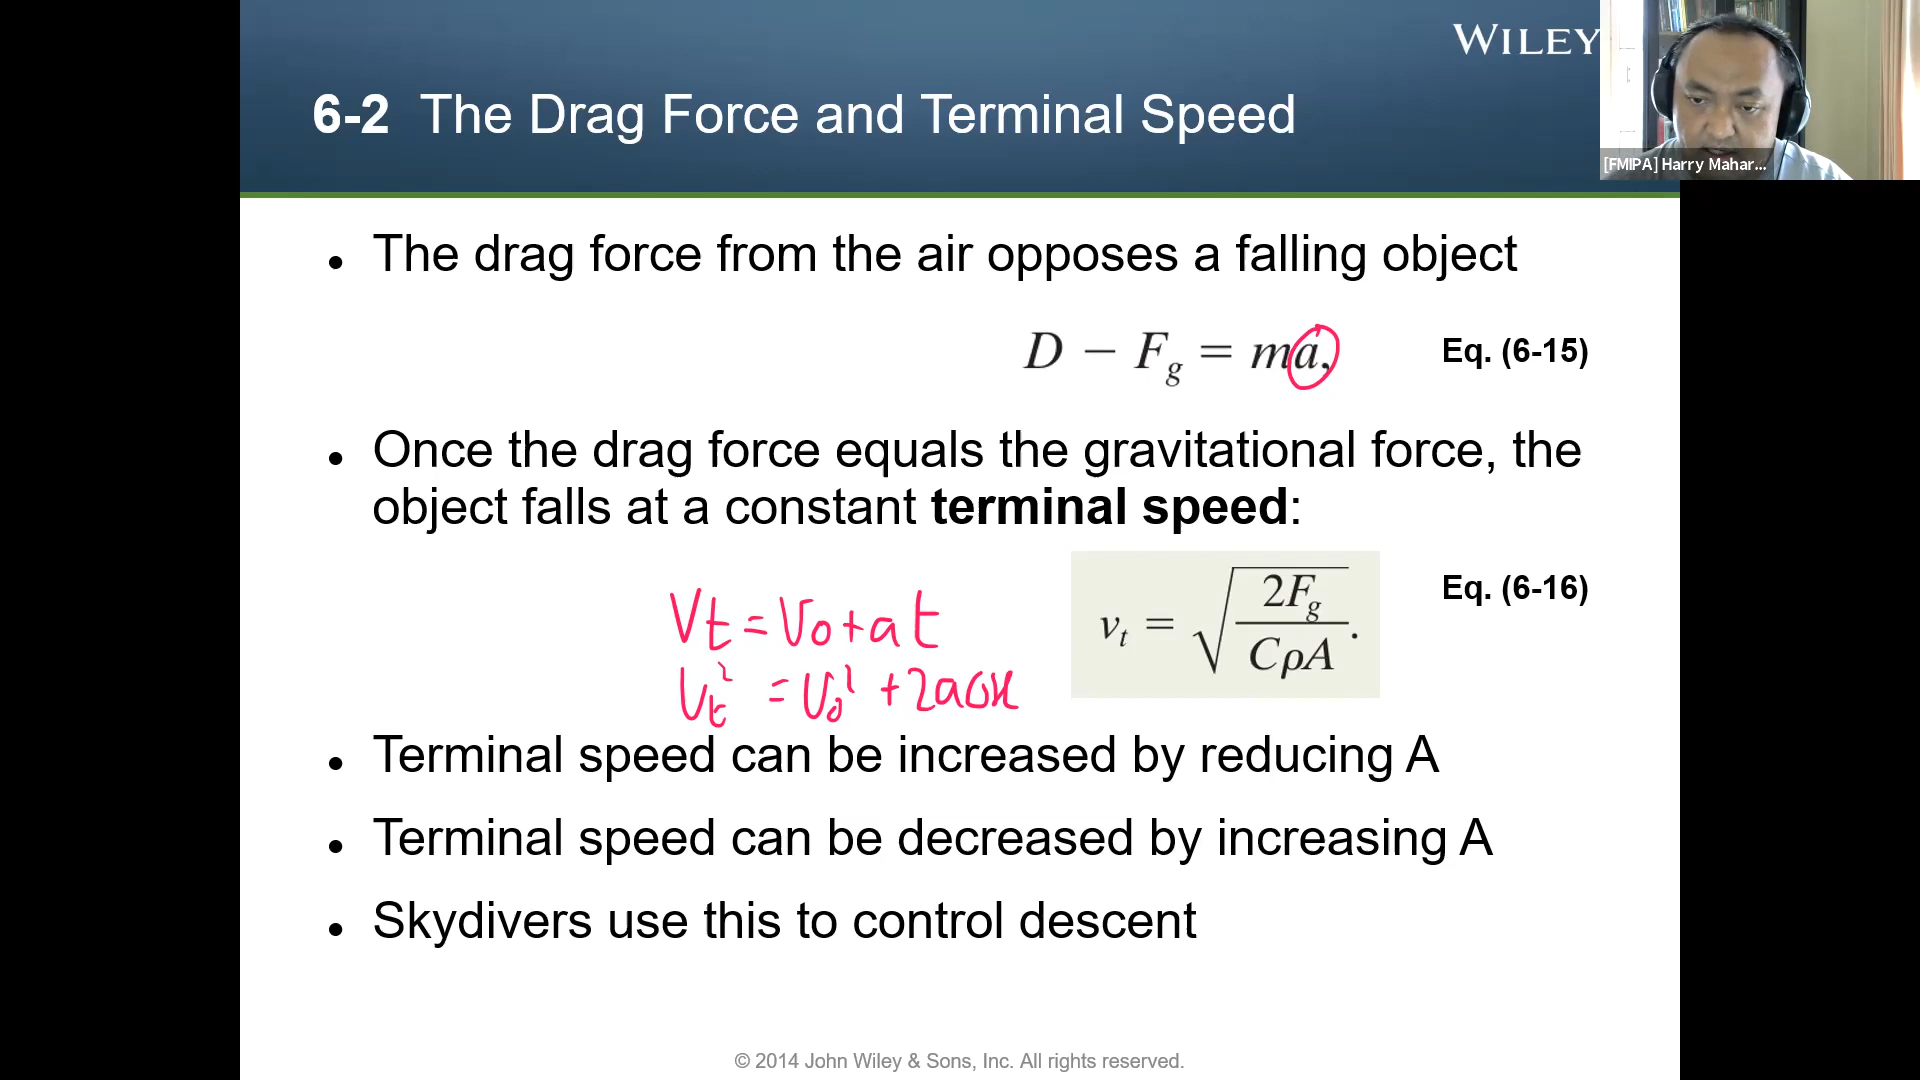 WILEY
6-2 The Drag Force and Terminal Speed
[FMIPA] Harry Mahar...
• The drag force from the air opposes a falling object
D − F_g = ma, Eq. (6-15)
• Once the drag force equals the gravitational force, the
object falls at a constant terminal speed:
v_t = √(2F_g / CρA). Eq. (6-16)
Vt = Vo + at
Vt² = Vo² + 2aΔx
• Terminal speed can be increased by reducing A
• Terminal speed can be decreased by increasing A
• Skydivers use this to control descent
© 2014 John Wiley & Sons, Inc. All rights reserved.